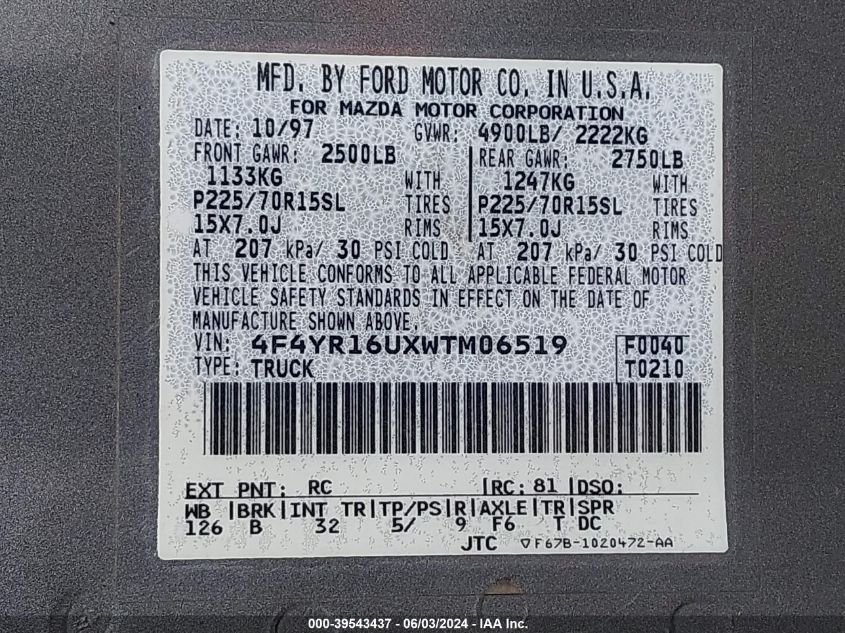 MFD. BY FORD MOTOR CO. IN U.S.A.
FOR MAZDA MOTOR CORPORATION
DATE: 10/97 GVWR: 4900LB/ 2222KG
FRONT GAWR: 2500LB REAR GAWR: 2750LB
1133KG WITH 1247KG WITH
P225/70R15SL TIRES P225/70R15SL TIRES
15X7.0J RIMS 15X7.0J RIMS
AT 207 kPa/ 30 PSI COLD AT 207 kPa/ 30 PSI COLD
THIS VEHICLE CONFORMS TO ALL APPLICABLE FEDERAL MOTOR
VEHICLE SAFETY STANDARDS IN EFFECT ON THE DATE OF
MANUFACTURE SHOWN ABOVE.
VIN: 4F4YR16UXWTM06519 F0040
TYPE: TRUCK T0210
EXT PNT: RC |RC: 81 |DSO:
WB |BRK|INT TR|TP/PS|R|AXLE|TR|SPR
126 B 32 5/ 9 F6 T DC
JTC ▽F67B-1020472-AA
000-39543437 - 06/03/2024 - IAA Inc.